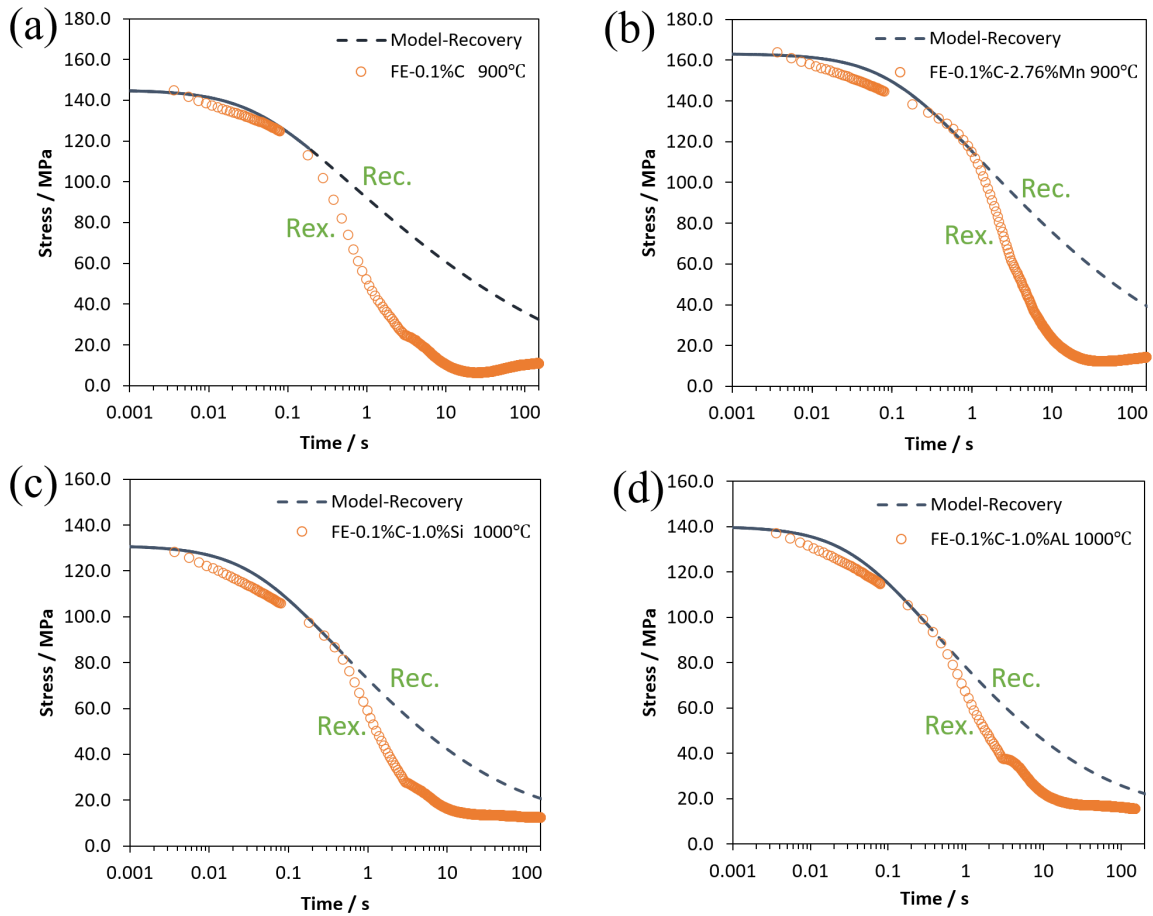 (a)
180.0
160.0
140.0
120.0
100.0
80.0
60.0
40.0
20.0
0.0
Stress / MPa
Model-Recovery
FE-0.1%C 900℃
Rec.
Rex.
0.001
0.01
0.1
1
10
100
Time / s
(b)
180.0
160.0
140.0
120.0
100.0
80.0
60.0
40.0
20.0
0.0
Stress / MPa
Model-Recovery
FE-0.1%C-2.76%Mn 900℃
Rec.
Rex.
0.001
0.01
0.1
1
10
100
Time / s
(c)
160.0
140.0
120.0
100.0
80.0
60.0
40.0
20.0
0.0
Stress / MPa
Model-Recovery
FE-0.1%C-1.0%Si 1000℃
Rec.
Rex.
0.001
0.01
0.1
1
10
100
Time / s
(d)
160.0
140.0
120.0
100.0
80.0
60.0
40.0
20.0
0.0
Stress / MPa
Model-Recovery
FE-0.1%C-1.0%AL 1000℃
Rec.
Rex.
0.001
0.01
0.1
1
10
100
Time / s